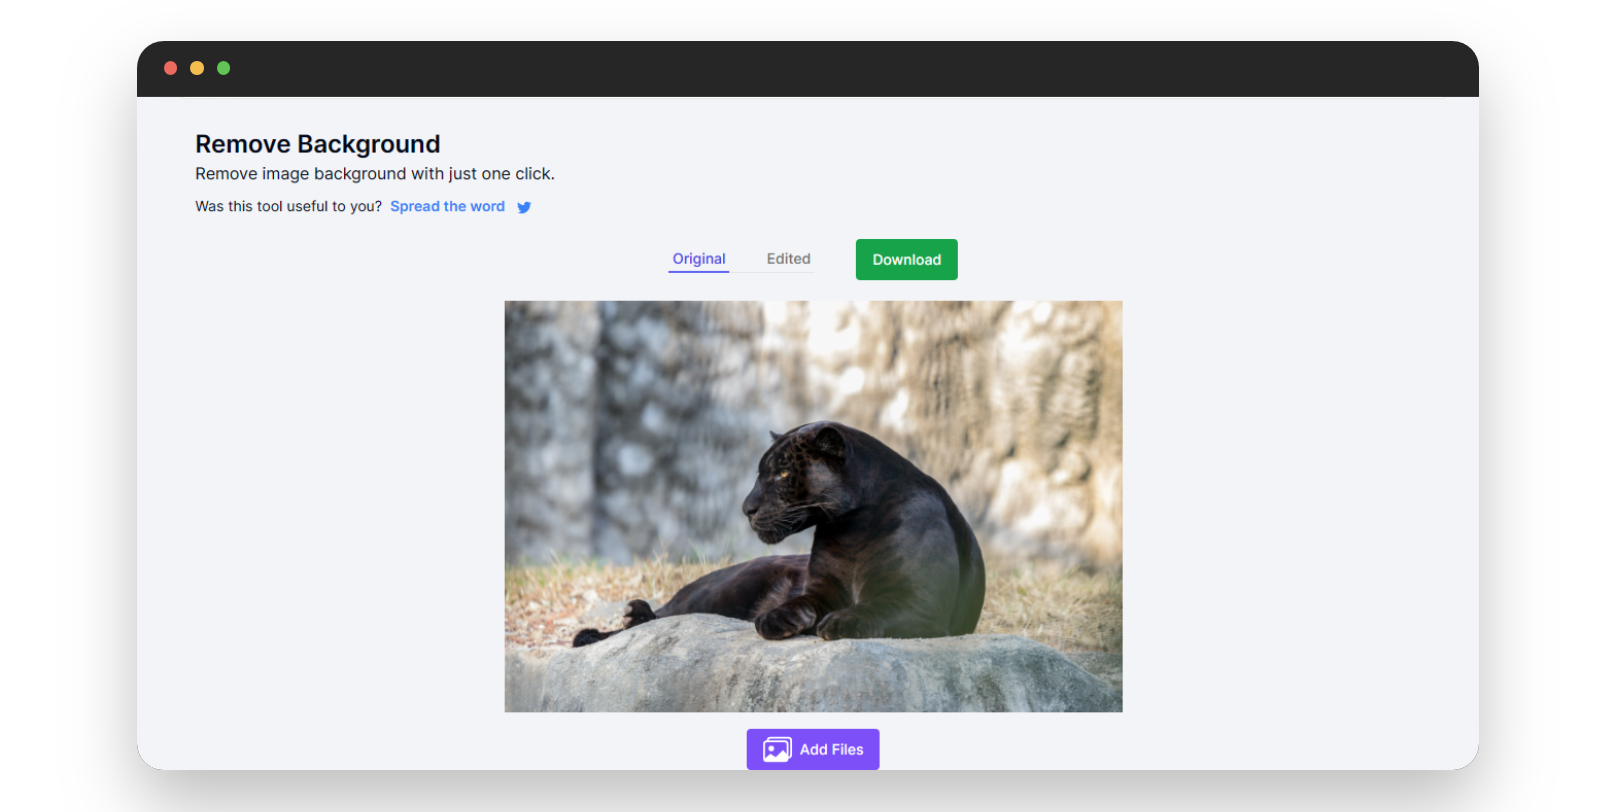 Remove Background
Remove image background with just one click.
Was this tool useful to you? Spread the word
Original Edited Download
Add Files